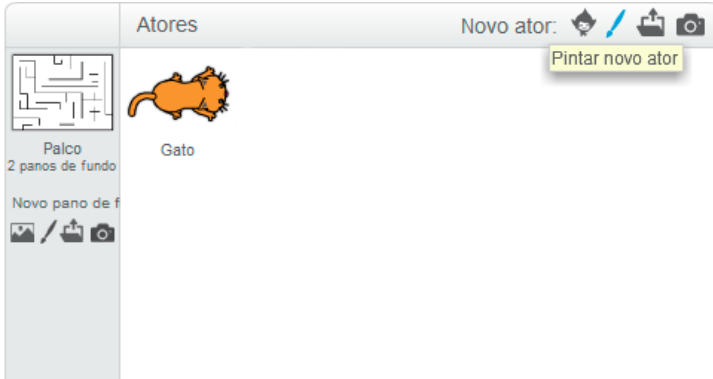 Atores
Novo ator:
Pintar novo ator
Palco
2 panos de fundo
Gato
Novo pano de f